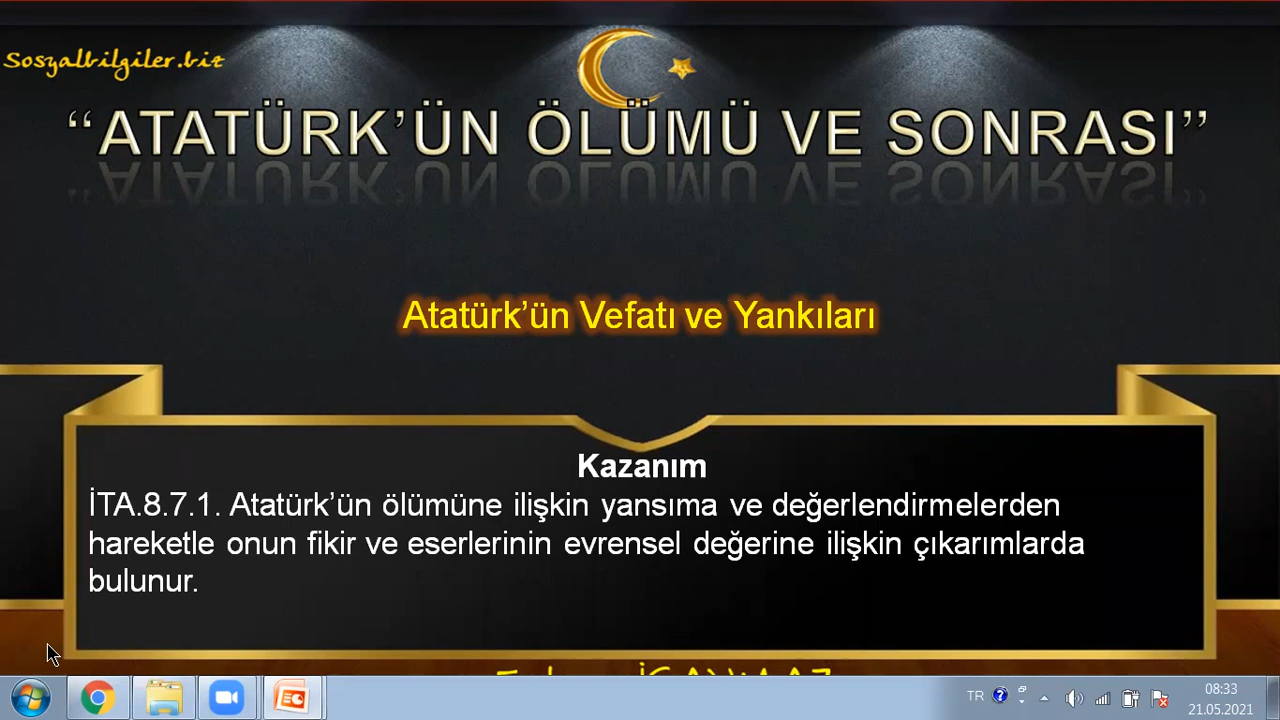 Sosyalbilgiler.biz
“ATATÜRK’ÜN ÖLÜMÜ VE SONRASI”
Atatürk’ün Vefatı ve Yankıları
Kazanım
İTA.8.7.1. Atatürk’ün ölümüne ilişkin yansıma ve değerlendirmelerden
hareketle onun fikir ve eserlerinin evrensel değerine ilişkin çıkarımlarda
bulunur.
TR
08:33
21.05.2021